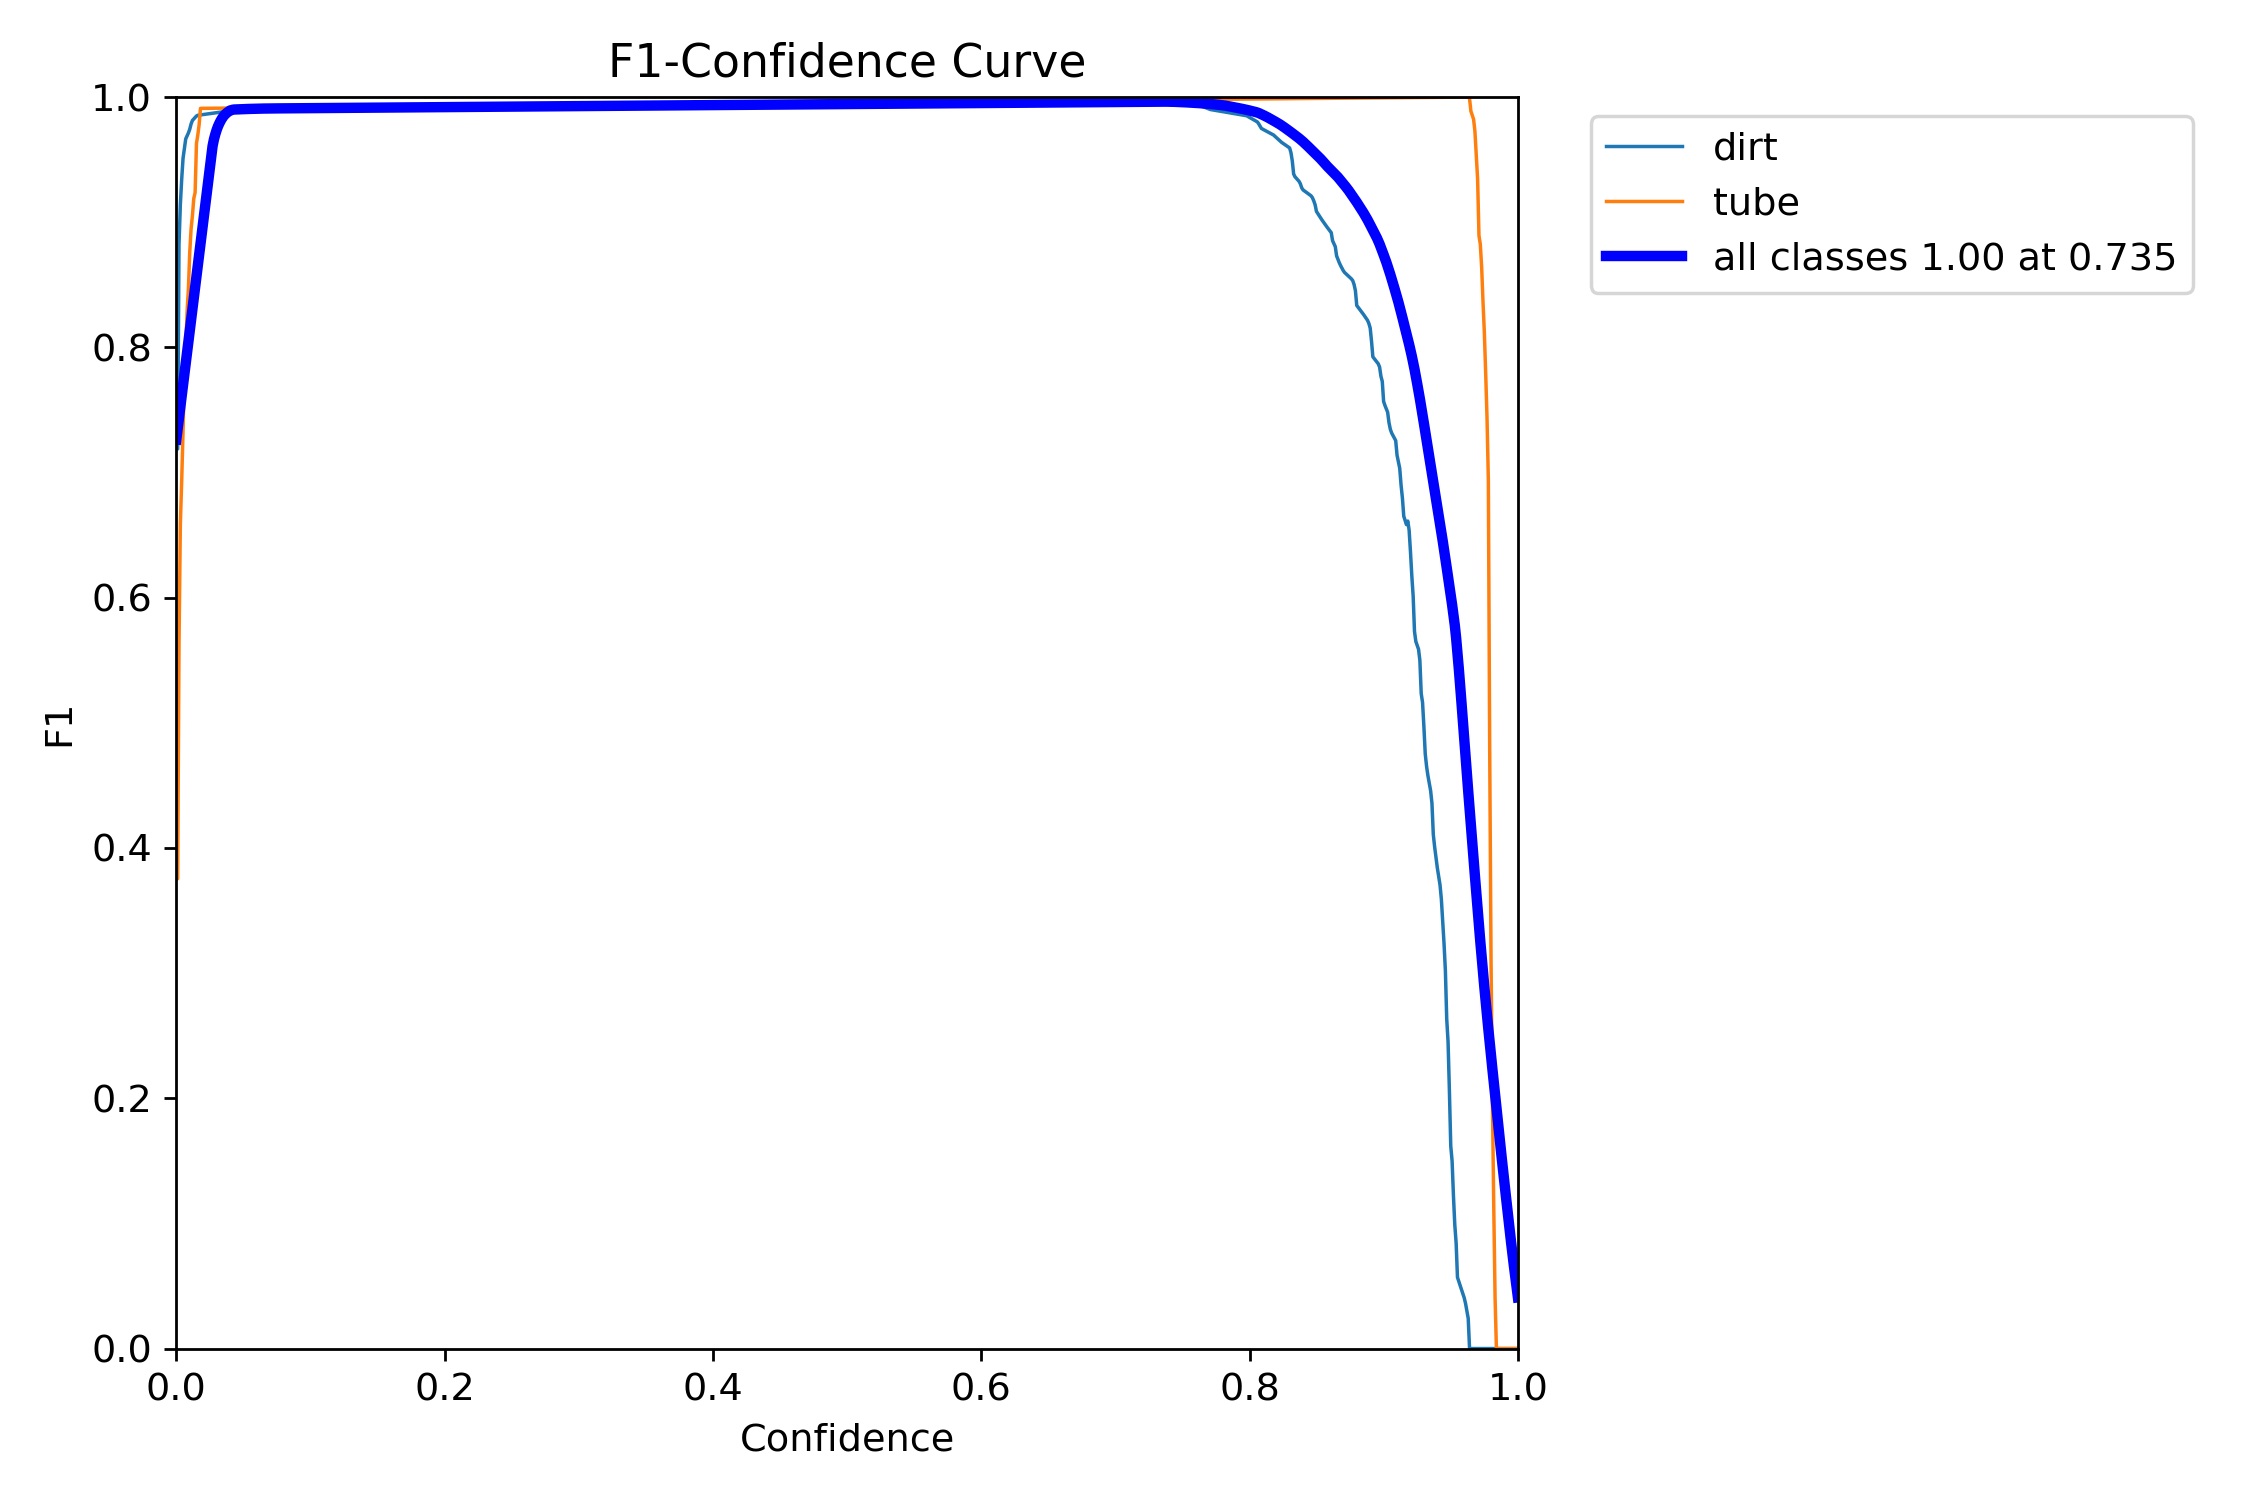 F1-Confidence Curve
1.0
0.8
0.6
0.4
0.2
0.0
F1
0.0 0.2 0.4 0.6 0.8 1.0
Confidence
dirt
tube
all classes 1.00 at 0.735